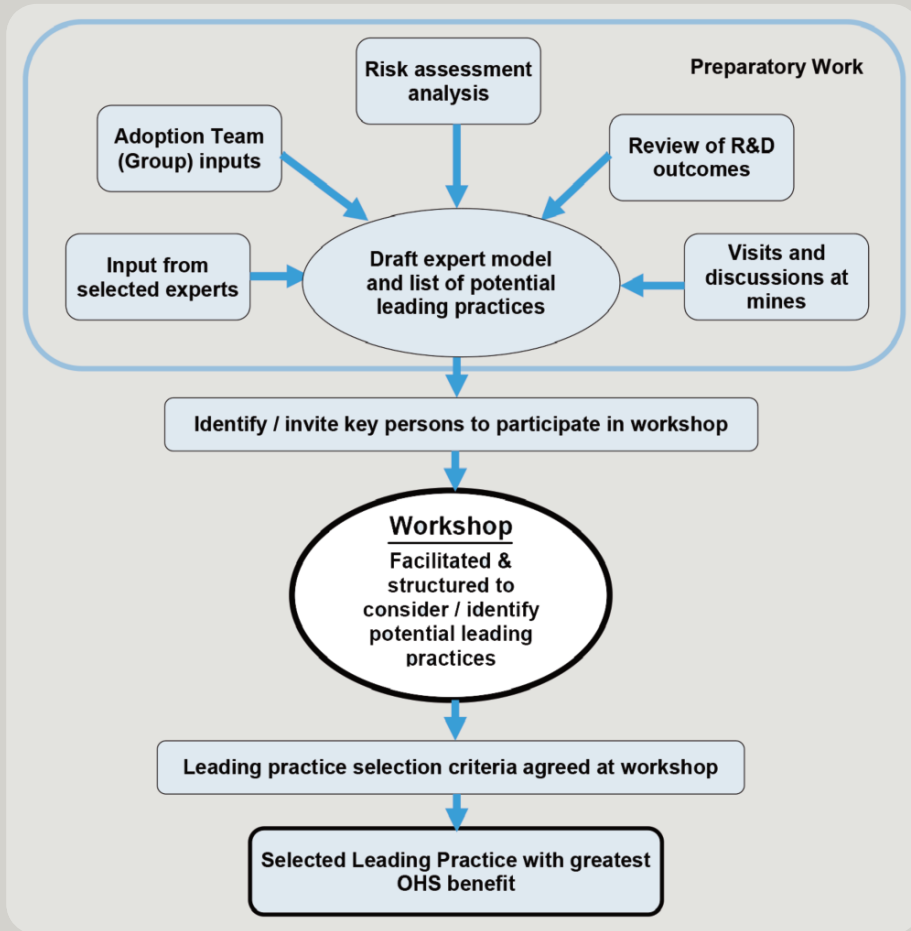 Risk assessment
analysis
Preparatory Work
Adoption Team
(Group) inputs
Review of R&D
outcomes
Input from
selected experts
Draft expert model
and list of potential
leading practices
Visits and
discussions at
mines
Identify / invite key persons to participate in workshop
Workshop
Facilitated &
structured to
consider / identify
potential leading
practices
Leading practice selection criteria agreed at workshop
Selected Leading Practice with greatest
OHS benefit